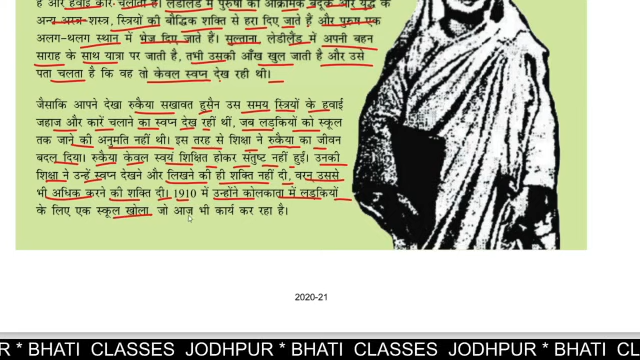 है और हवाई कार चलाती हैं। लेडीलैंड में पुरुषों की आक्रामक बंदूकें और युद्ध के
अन्य अस्त्र-शस्त्र, स्त्रियों की बौद्धिक शक्ति से हरा दिए जाते हैं और पुरुष एक
अलग-थलग स्थान में भेज दिए जाते हैं। सुल्ताना, लेडीलैंड में अपनी बहन
साराह के साथ यात्रा पर जाती है, तभी उसकी आँख खुल जाती है और उसे
पता चलता है कि वह तो केवल स्वप्न देख रही थी।
जैसाकि आपने देखा रुकैया सखावत हुसैन उस समय स्त्रियों के हवाई
जहाज और कारें चलाने का स्वप्न देख रहीं थीं, जब लड़कियों को स्कूल
तक जाने की अनुमति नहीं थी। इस तरह से शिक्षा ने रुकैया का जीवन
बदल दिया। रुकैया केवल स्वयं शिक्षित होकर संतुष्ट नहीं हुईं। उनकी
शिक्षा ने उन्हें स्वप्न देखने और लिखने की ही शक्ति नहीं दी, वरन् उससे
भी अधिक करने की शक्ति दी। 1910 में उन्होंने कोलकाता में लड़कियों
के लिए एक स्कूल खोला जो आज भी कार्य कर रहा है।
2020-21
R * BHATI CLASSES JODHPUR * BHATI CLASSES JODHPUR * BHATI CL